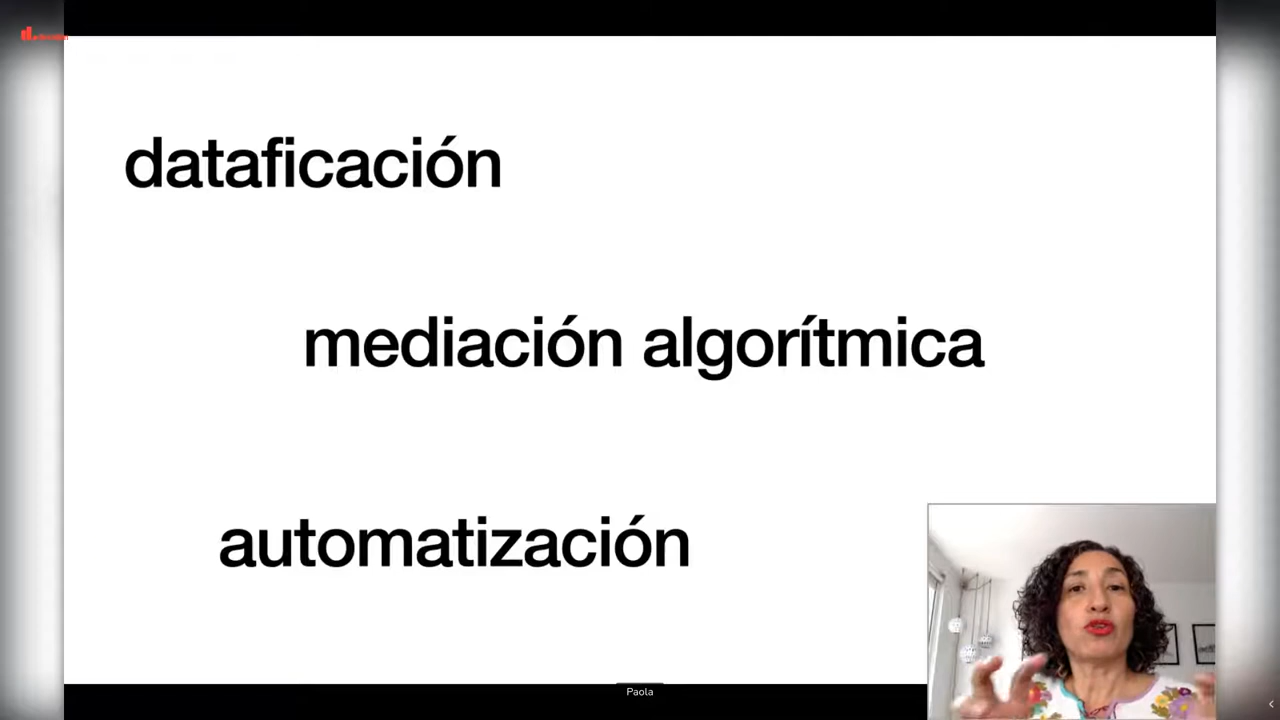 dataficación
mediación algorítmica
automatización
Paola